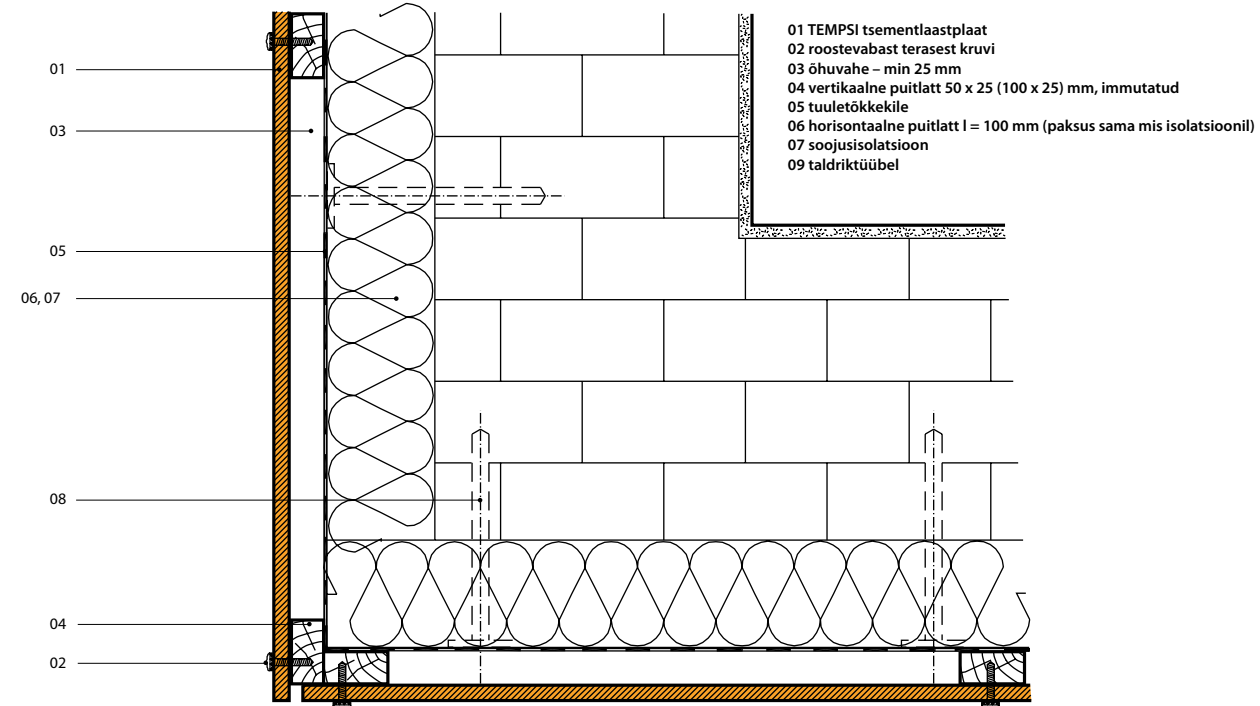 01 TEMPSI tsementlaastplaat
02 roostevabast terasest kruvi
03 õhuvahe – min 25 mm
04 vertikaalne puitlatt 50 x 25 (100 x 25) mm, immutatud
05 tuuletõkkekile
06 horisontaalne puitlatt l = 100 mm (paksus sama mis isolatsioonil)
07 soojusisolatsioon
09 taldriktüübel
01
03
05
06, 07
08
04
02